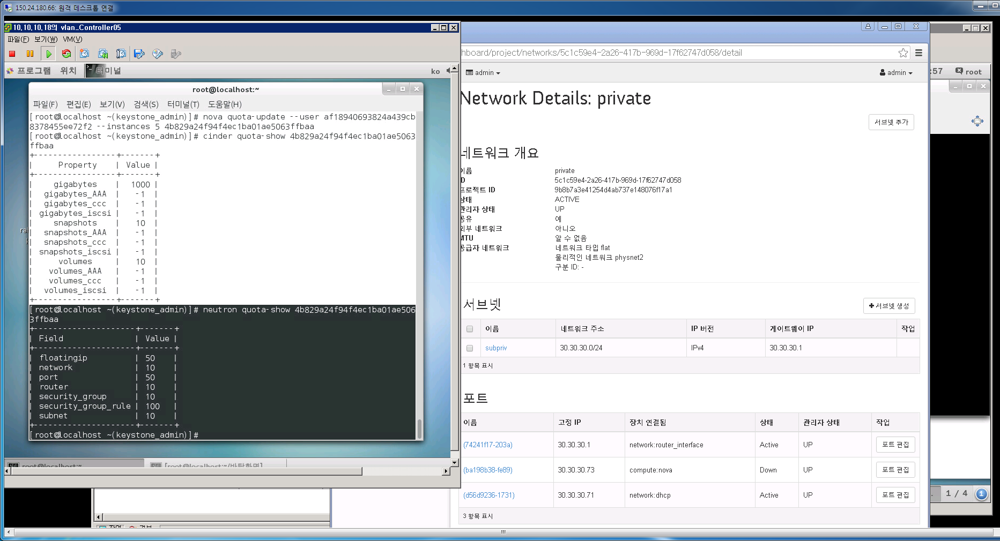 150.24.180.66: 원격 데스크톱 연결
10.10.10.18의 vlan_Controller05
파일(F) 보기(W) VM(V)
프로그램 위치 터미널 ko
root@localhost:~
파일(F) 편집(E) 보기(V) 검색(S) 터미널(T) 도움말(H)
[root@localhost ~(keystone_admin)]# nova quota-update --user af18940693824a439cb
8378455ee72f2 --instances 5 4b829a24f94f4ec1ba01ae5063ffbaa
[root@localhost ~(keystone_admin)]# cinder quota-show 4b829a24f94f4ec1ba01ae5063
ffbaa
+-----------------+-------+
| Property | Value |
+-----------------+-------+
| gigabytes | 1000 |
| gigabytes_AAA | -1 |
| gigabytes_ccc | -1 |
| gigabytes_iscsi | -1 |
| snapshots | 10 |
| snapshots_AAA | -1 |
| snapshots_ccc | -1 |
| snapshots_iscsi | -1 |
| volumes | 10 |
| volumes_AAA | -1 |
| volumes_ccc | -1 |
| volumes_iscsi | -1 |
+-----------------+-------+
[root@localhost ~(keystone_admin)]# neutron quota-show 4b829a24f94f4ec1ba01ae506
3ffbaa
+---------------------+-------+
| Field | Value |
+---------------------+-------+
| floatingip | 50 |
| network | 10 |
| port | 50 |
| router | 10 |
| security_group | 10 |
| security_group_rule | 100 |
| subnet | 10 |
+---------------------+-------+
[root@localhost ~(keystone_admin)]#
root@localhost:~ [root@localhost:~/바탕화면]
hboard/project/networks/5c1c59e4-2a26-417b-969d-17f62747d058/detail
admin admin
Network Details: private
서브넷 추가
네트워크 개요
이름 private
ID 5c1c59e4-2a26-417b-969d-17f62747d058
프로젝트 ID 9b8b7a3e41254d4ab737e148076f17a1
상태 ACTIVE
관리자 상태 UP
공유 예
외부 네트워크 아니오
MTU 알 수 없음
공급자 네트워크 네트워크 타입 flat
물리적인 네트워크 physnet2
구분 ID: -
서브넷
+ 서브넷 생성
이름 네트워크 주소 IP 버전 게이트웨이 IP 작업
subpriv 30.30.30.0/24 IPv4 30.30.30.1
1 항목 표시
포트
이름 고정 IP 장치 연결됨 상태 관리자 상태 작업
(74241f17-203a) 30.30.30.1 network:router_interface Active UP 포트 편집
(ba198b38-fe89) 30.30.30.73 compute:nova Down UP 포트 편집
(d56d9236-1731) 30.30.30.71 network:dhcp Active UP 포트 편집
3 항목 표시
:57 root
1 / 4 1